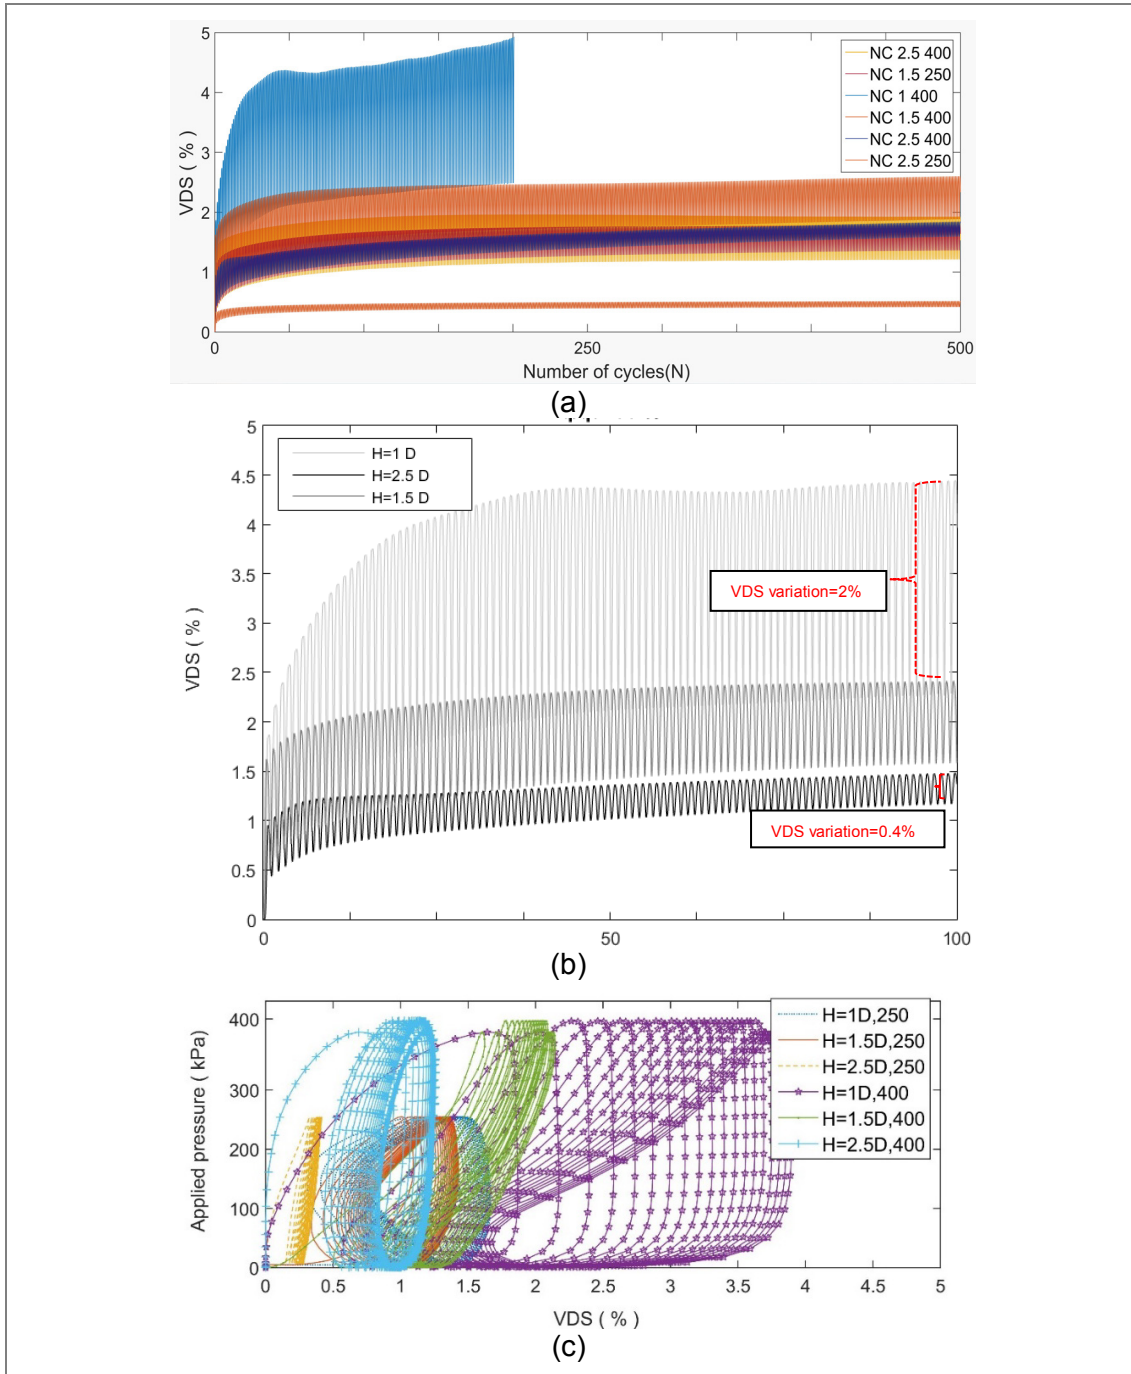 5
4
3
2
1
0
VDS ( % )
NC 2.5 400
NC 1.5 250
NC 1 400
NC 1.5 400
NC 2.5 400
NC 2.5 250
0
250
500
Number of cycles(N)
(a)
5
4.5
4
3.5
3
2.5
2
1.5
1
0.5
0
VDS ( % )
H=1 D
H=2.5 D
H=1.5 D
VDS variation=2%
VDS variation=0.4%
0
50
100
(b)
400
300
200
100
0
Applied pressure ( kPa)
H=1D,250
H=1.5D,250
H=2.5D,250
H=1D,400
H=1.5D,400
H=2.5D,400
0 0.5 1 1.5 2 2.5 3 3.5 4 4.5 5
VDS ( % )
(c)